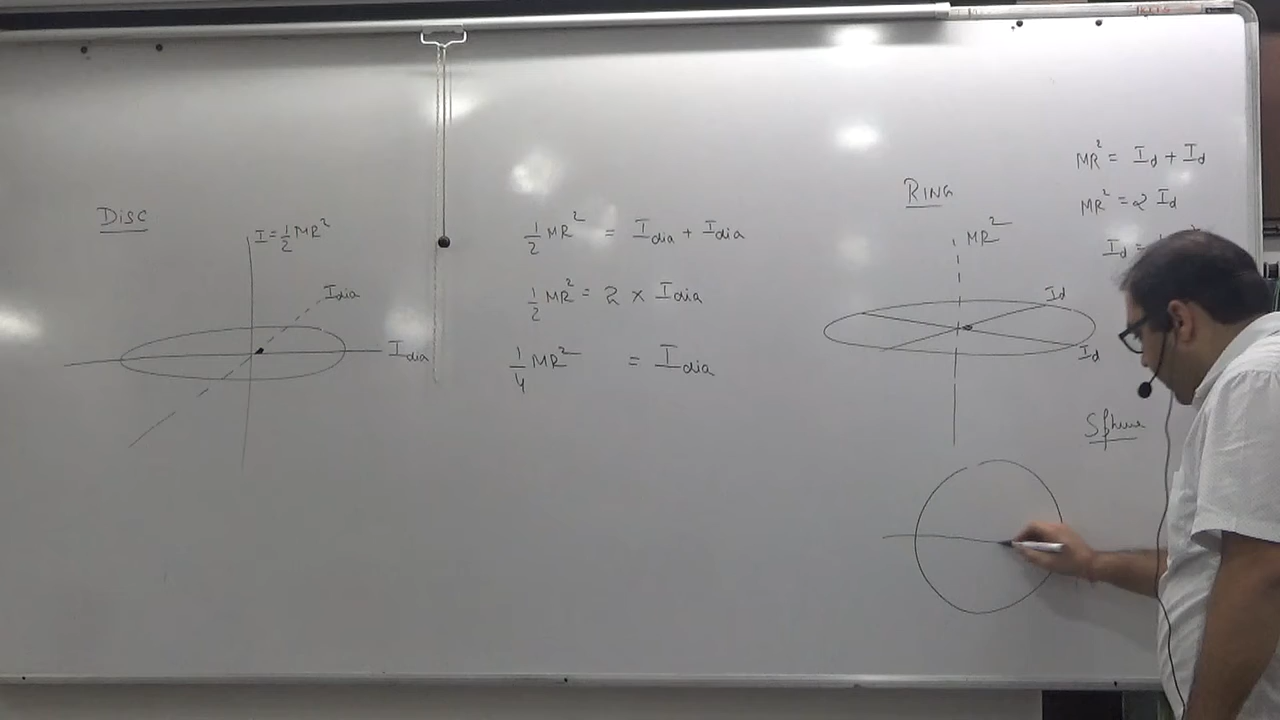 DISC
I = 1/2 MR²
Idia
Idia
1/2 MR² = Idia + Idia
1/2 MR² = 2 × Idia
1/4 MR² = Idia
RING
MR²
Id
Id
MR² = Id + Id
MR² = 2 Id
Id =
Sphere